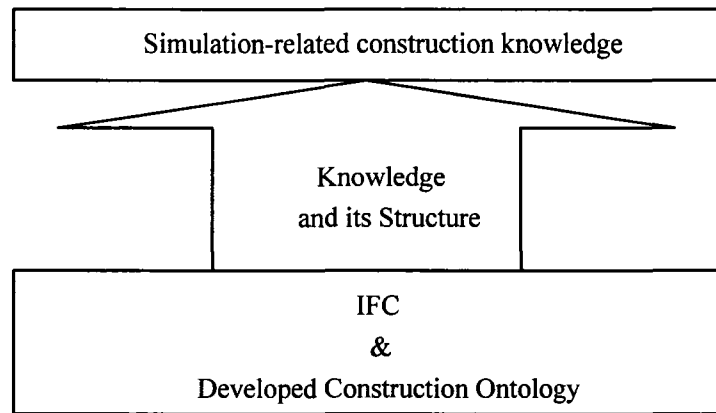 Simulation-related construction knowledge
Knowledge
and its Structure
IFC
&
Developed Construction Ontology